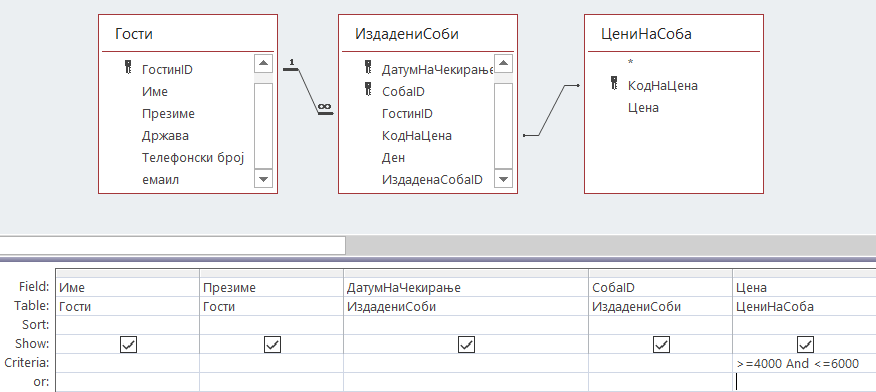 Гости
ГостинID
Име
Презиме
Држава
Телефонски број
емаил
1
∞
ИздадениСоби
ДатумНаЧекирање
СобаID
ГостинID
КодНаЦена
Ден
ИздаденаСобаID
ЦениНаСоба
*
КодНаЦена
Цена
Field: Име Презиме ДатумНаЧекирање СобаID Цена
Table: Гости Гости ИздадениСоби ИздадениСоби ЦениНаСоба
Sort:
Show:
Criteria: >=4000 And <=6000
or: